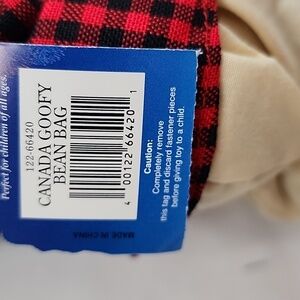 Perfect for children of all ages.
122-66420
CANADA GOOFY
BEAN BAG
4 00122 66420 1
Caution:
Completely remove
this tag and discard fastener pieces
before giving toy to a child.
MADE IN CHINA